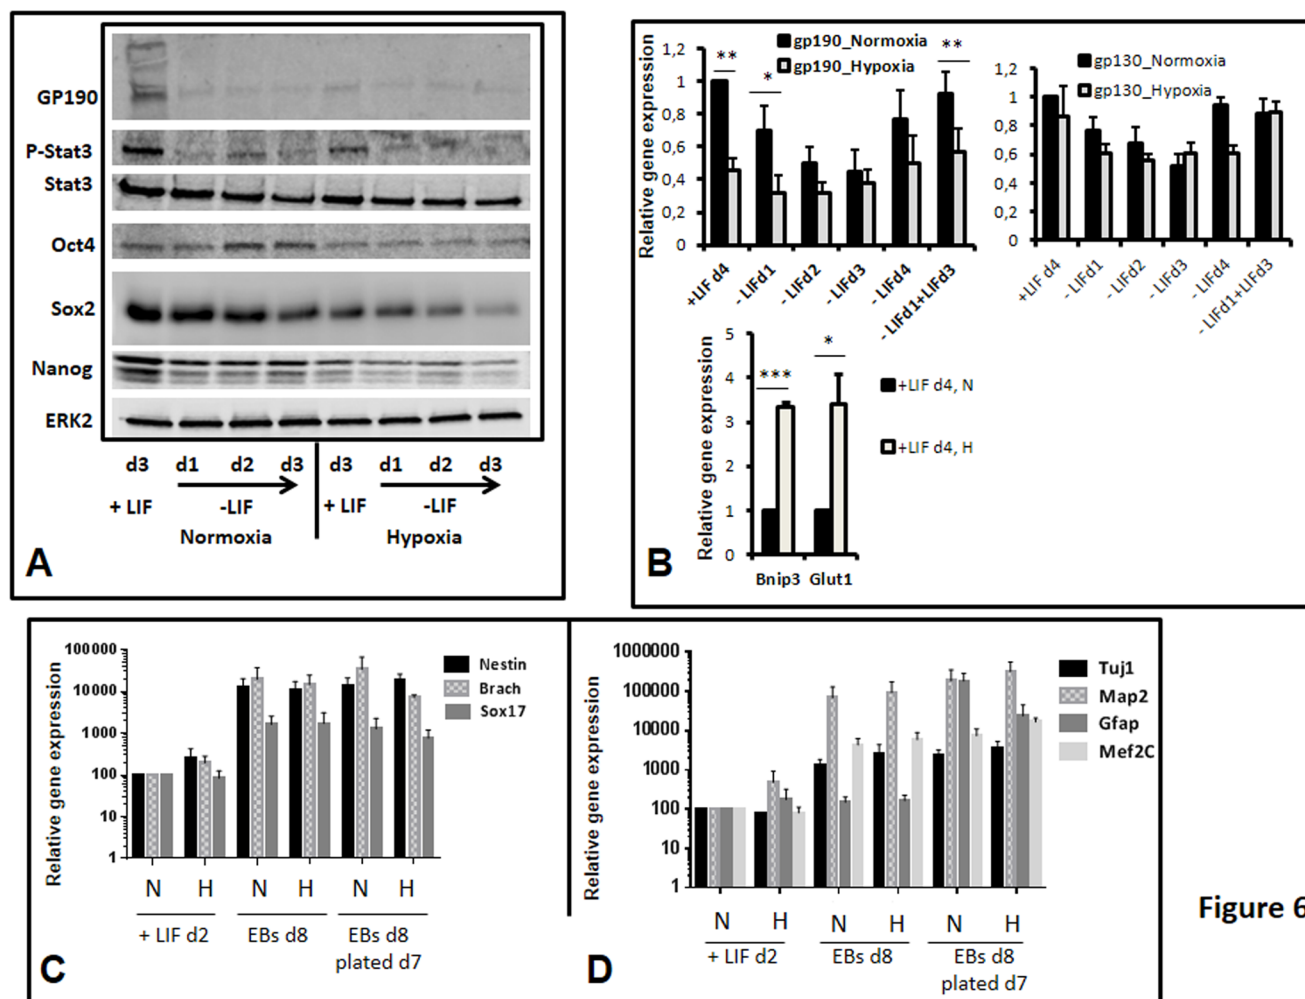 GP190
P-Stat3
Stat3
Oct4
Sox2
Nanog
ERK2
d3 d1 d2 d3 d3 d1 d2 d3
+ LIF -LIF + LIF -LIF
Normoxia Hypoxia
A
Relative gene expression
1,2
1
0,8
0,6
0,4
0,2
0
gp190_Normoxia
gp190_Hypoxia
** * **
+LIF d4
- LIFd1
- LIFd2
- LIFd3
- LIFd4
- LIFd1+LIFd3
1,2
1
0,8
0,6
0,4
0,2
0
gp130_Normoxia
gp130_Hypoxia
+LIF d4
- LIFd1
- LIFd2
- LIFd3
- LIFd4
- LIFd1+LIFd3
Relative gene expression
5
4
3
2
1
0
*** *
Bnip3 Glut1
+LIF d4, N
+LIF d4, H
B
Relative gene expression
100000
10000
1000
100
10
1
Nestin
Brach
Sox17
N H N H N H
+ LIF d2 EBs d8 EBs d8
plated d7
C
Relative gene expression
1000000
100000
10000
1000
100
10
1
Tuj1
Map2
Gfap
Mef2C
N H N H N H
+ LIF d2 EBs d8 EBs d8
plated d7
D
Figure 6